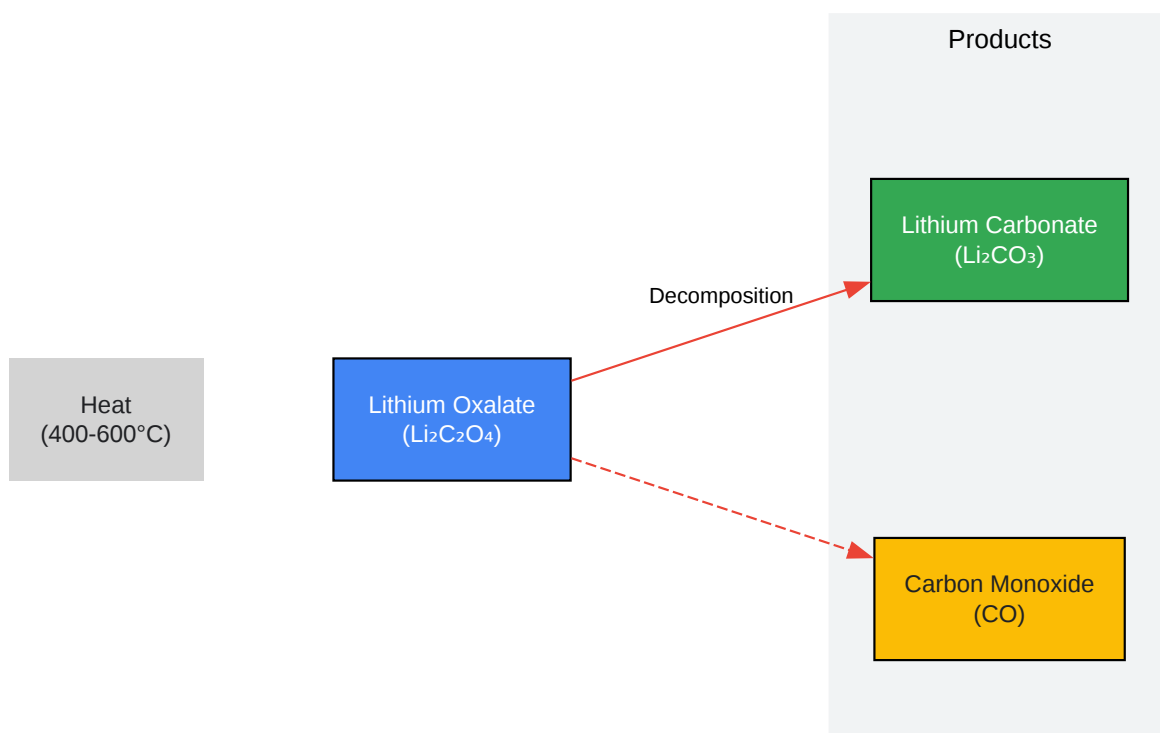 Products
Lithium Carbonate
(Li₂CO₃)
Decomposition
Heat
(400-600°C)
Lithium Oxalate
(Li₂C₂O₄)
Carbon Monoxide
(CO)